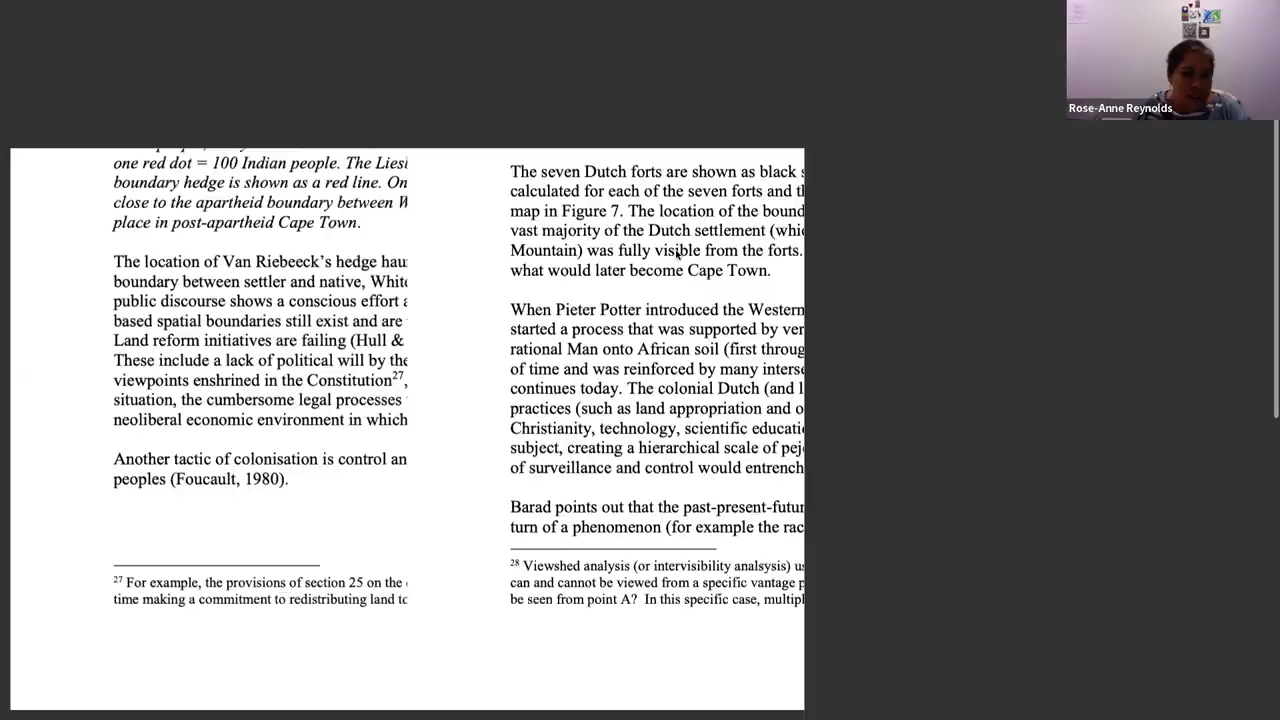 Rose-Anne Reynolds
one red dot = 100 Indian people. The Liesl
boundary hedge is shown as a red line. On
close to the apartheid boundary between W
place in post-apartheid Cape Town.
The location of Van Riebeeck’s hedge hau
boundary between settler and native, White
public discourse shows a conscious effort a
based spatial boundaries still exist and are
Land reform initiatives are failing (Hull &
These include a lack of political will by the
viewpoints enshrined in the Constitution27,
situation, the cumbersome legal processes
neoliberal economic environment in which
Another tactic of colonisation is control an
peoples (Foucault, 1980).
27 For example, the provisions of section 25 on the
time making a commitment to redistributing land to
The seven Dutch forts are shown as black s
calculated for each of the seven forts and th
map in Figure 7. The location of the bound
vast majority of the Dutch settlement (whic
Mountain) was fully visible from the forts.
what would later become Cape Town.
When Pieter Potter introduced the Western
started a process that was supported by ver
rational Man onto African soil (first throug
of time and was reinforced by many interse
continues today. The colonial Dutch (and l
practices (such as land appropriation and o
Christianity, technology, scientific educati
subject, creating a hierarchical scale of pej
of surveillance and control would entrench
Barad points out that the past-present-futur
turn of a phenomenon (for example the rac
28 Viewshed analysis (or intervisibility analsysis) us
can and cannot be viewed from a specific vantage p
be seen from point A? In this specific case, multipl